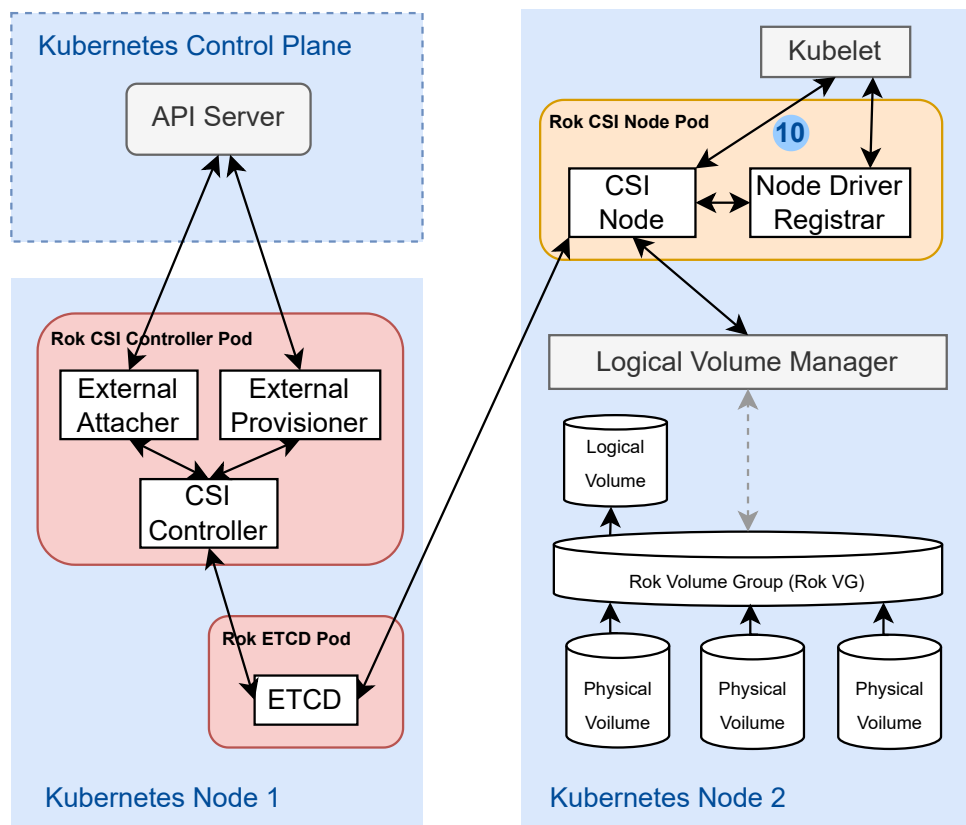 Kubernetes Control Plane
API Server
Rok CSI Controller Pod
External
Attacher
External
Provisioner
CSI
Controller
Rok ETCD Pod
ETCD
Kubernetes Node 1
Kubelet
Rok CSI Node Pod
10
CSI
Node
Node Driver
Registrar
Logical Volume Manager
Logical
Volume
Rok Volume Group (Rok VG)
Physical
Voilume
Physical
Voilume
Physical
Voilume
Kubernetes Node 2